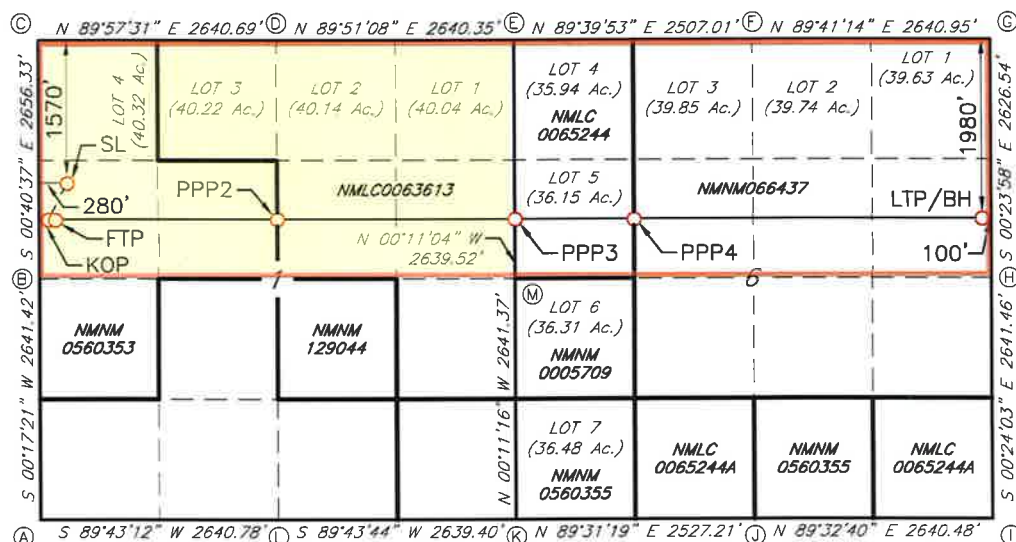 C N 89°57'31" E 2640.69' D N 89°51'08" E 2640.35' E N 89°39'53" E 2507.01' F N 89°41'14" E 2640.95' G
S 00°40'37" E 2656.33'
1570'
LOT 4
(40.32 Ac.)
LOT 3
(40.22 Ac.)
LOT 2
(40.14 Ac.)
LOT 1
(40.04 Ac.)
LOT 4
(35.94 Ac.)
NMLC
0065244
LOT 3
(39.85 Ac.)
LOT 2
(39.74 Ac.)
LOT 1
(39.63 Ac.)
1980'
S 00°23'58" E 2626.54'
SL
280'
FTP
KOP
PPP2
NMLC0063613
N 00°11'04" W
2639.52'
LOT 5
(36.15 Ac.)
PPP3
NMNM066437
PPP4
LTP/BH
100'
B
1
6
H
S 00°17'21" W 2641.42'
NMNM
0560353
NMNM
129044
N 00°11'16" W 2641.37'
M
LOT 6
(36.31 Ac.)
NMNM
0005709
S 00°24'03" E 2641.46'
LOT 7
(36.48 Ac.)
NMNM
0560355
NMLC
0065244A
NMNM
0560355
NMLC
0065244A
A S 89°43'12" W 2640.78' L S 89°43'44" W 2639.40' K N 89°31'19" E 2527.21' J N 89°32'40" E 2640.48' I